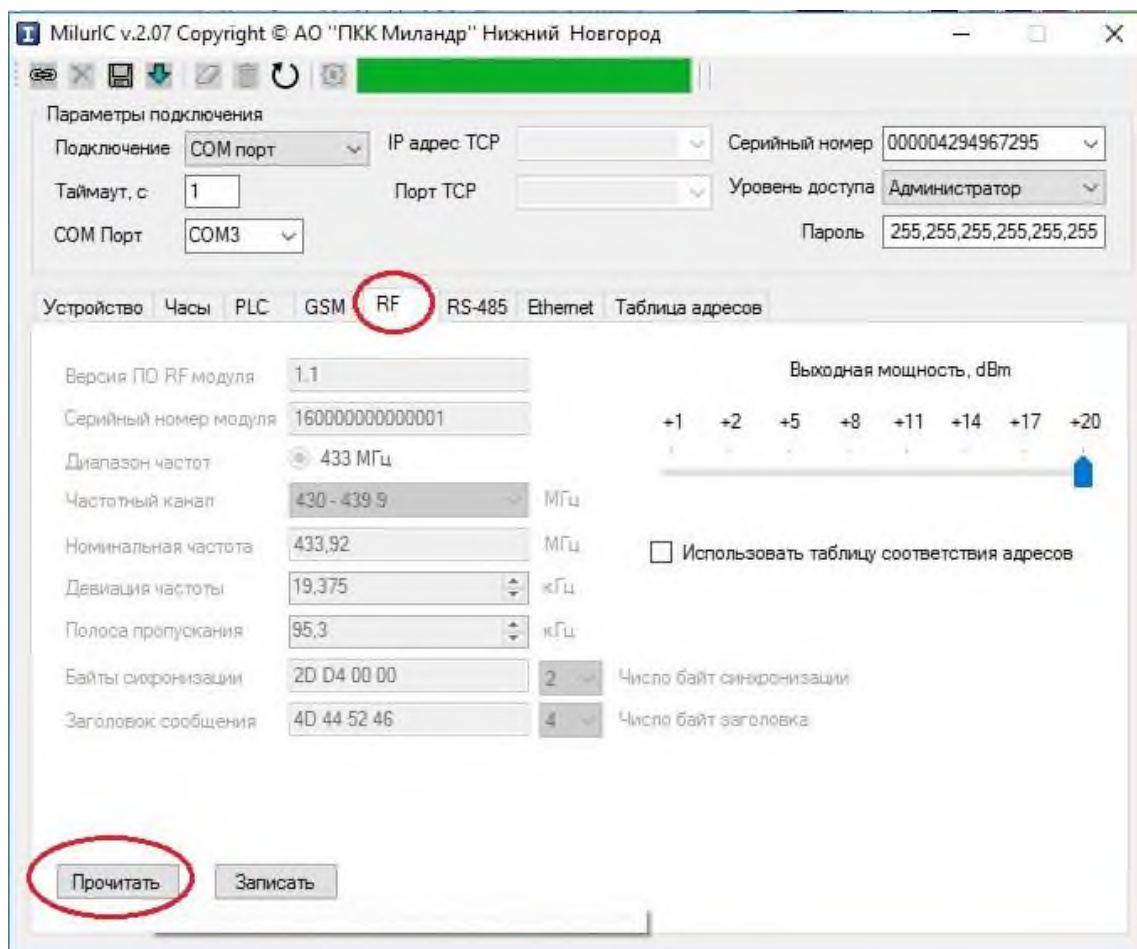 MilurIC v.2.07 Copyright © АО "ПКК Миландр" Нижний Новгород
Параметры подключения
Подключение COM порт IP адрес TCP Серийный номер 000004294967295
Таймаут, с 1 Порт TCP Уровень доступа Администратор
COM Порт COM3 Пароль 255,255,255,255,255,255
Устройство Часы PLC GSM RF RS-485 Ethernet Таблица адресов
Версия ПО RF модуля 1.1 Выходная мощность, dBm
Серийный номер модуля 160000000000001 +1 +2 +5 +8 +11 +14 +17 +20
Диапазон частот 433 МГц
Частотный канал 430 - 439.9 МГц
Номинальная частота 433,92 МГц Использовать таблицу соответствия адресов
Девиация частоты 19,375 кГц
Полоса пропускания 95,3 кГц
Байты сихронизации 2D D4 00 00 2 Число байт синхронизации
Заголовок сообщения 4D 44 52 46 4 Число байт заголовка
Прочитать Записать